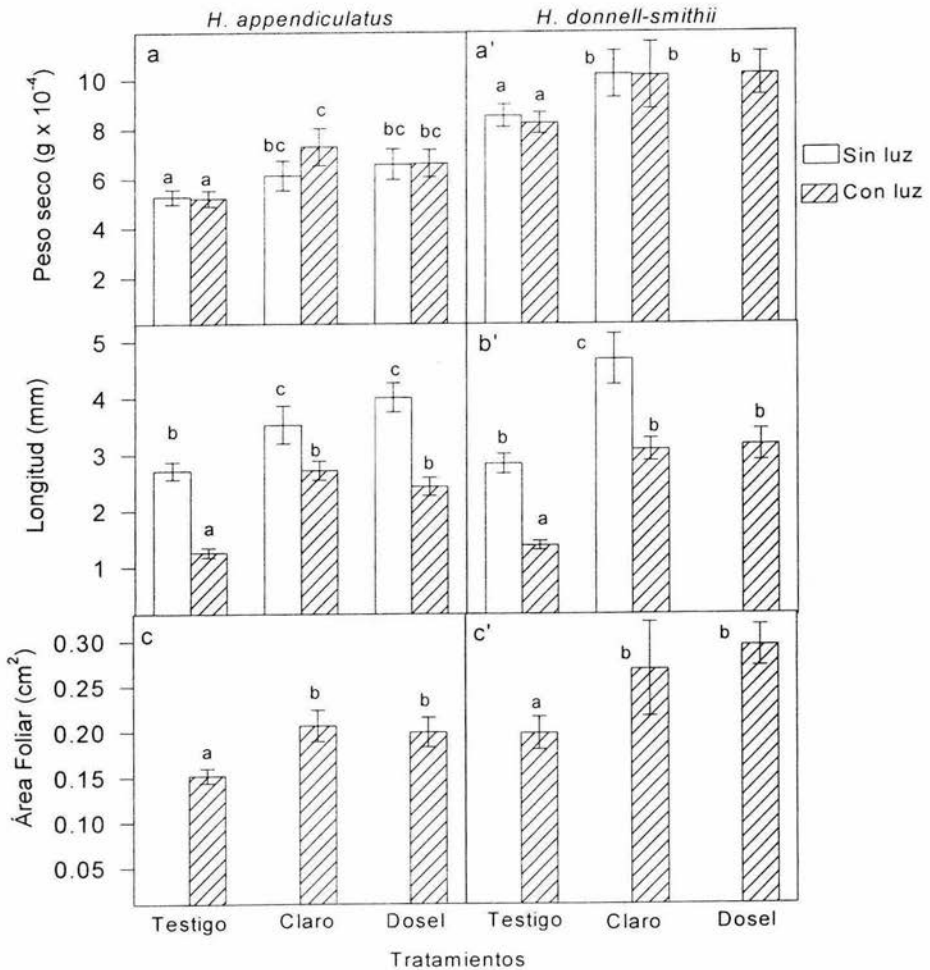 H. appendiculatus
H. donnell-smithii
a
a'
Peso seco (g x 10⁻⁴)
10
8
6
4
2
a a bc c bc bc
a a b b b
Sin luz
Con luz
b'
Longitud (mm)
5
4
3
2
1
b a c b c b
b a c b b
c
c'
Área Foliar (cm²)
0.30
0.25
0.20
0.15
0.10
0.05
a b b
a b b
Testigo Claro Dosel Testigo Claro Dosel
Tratamientos